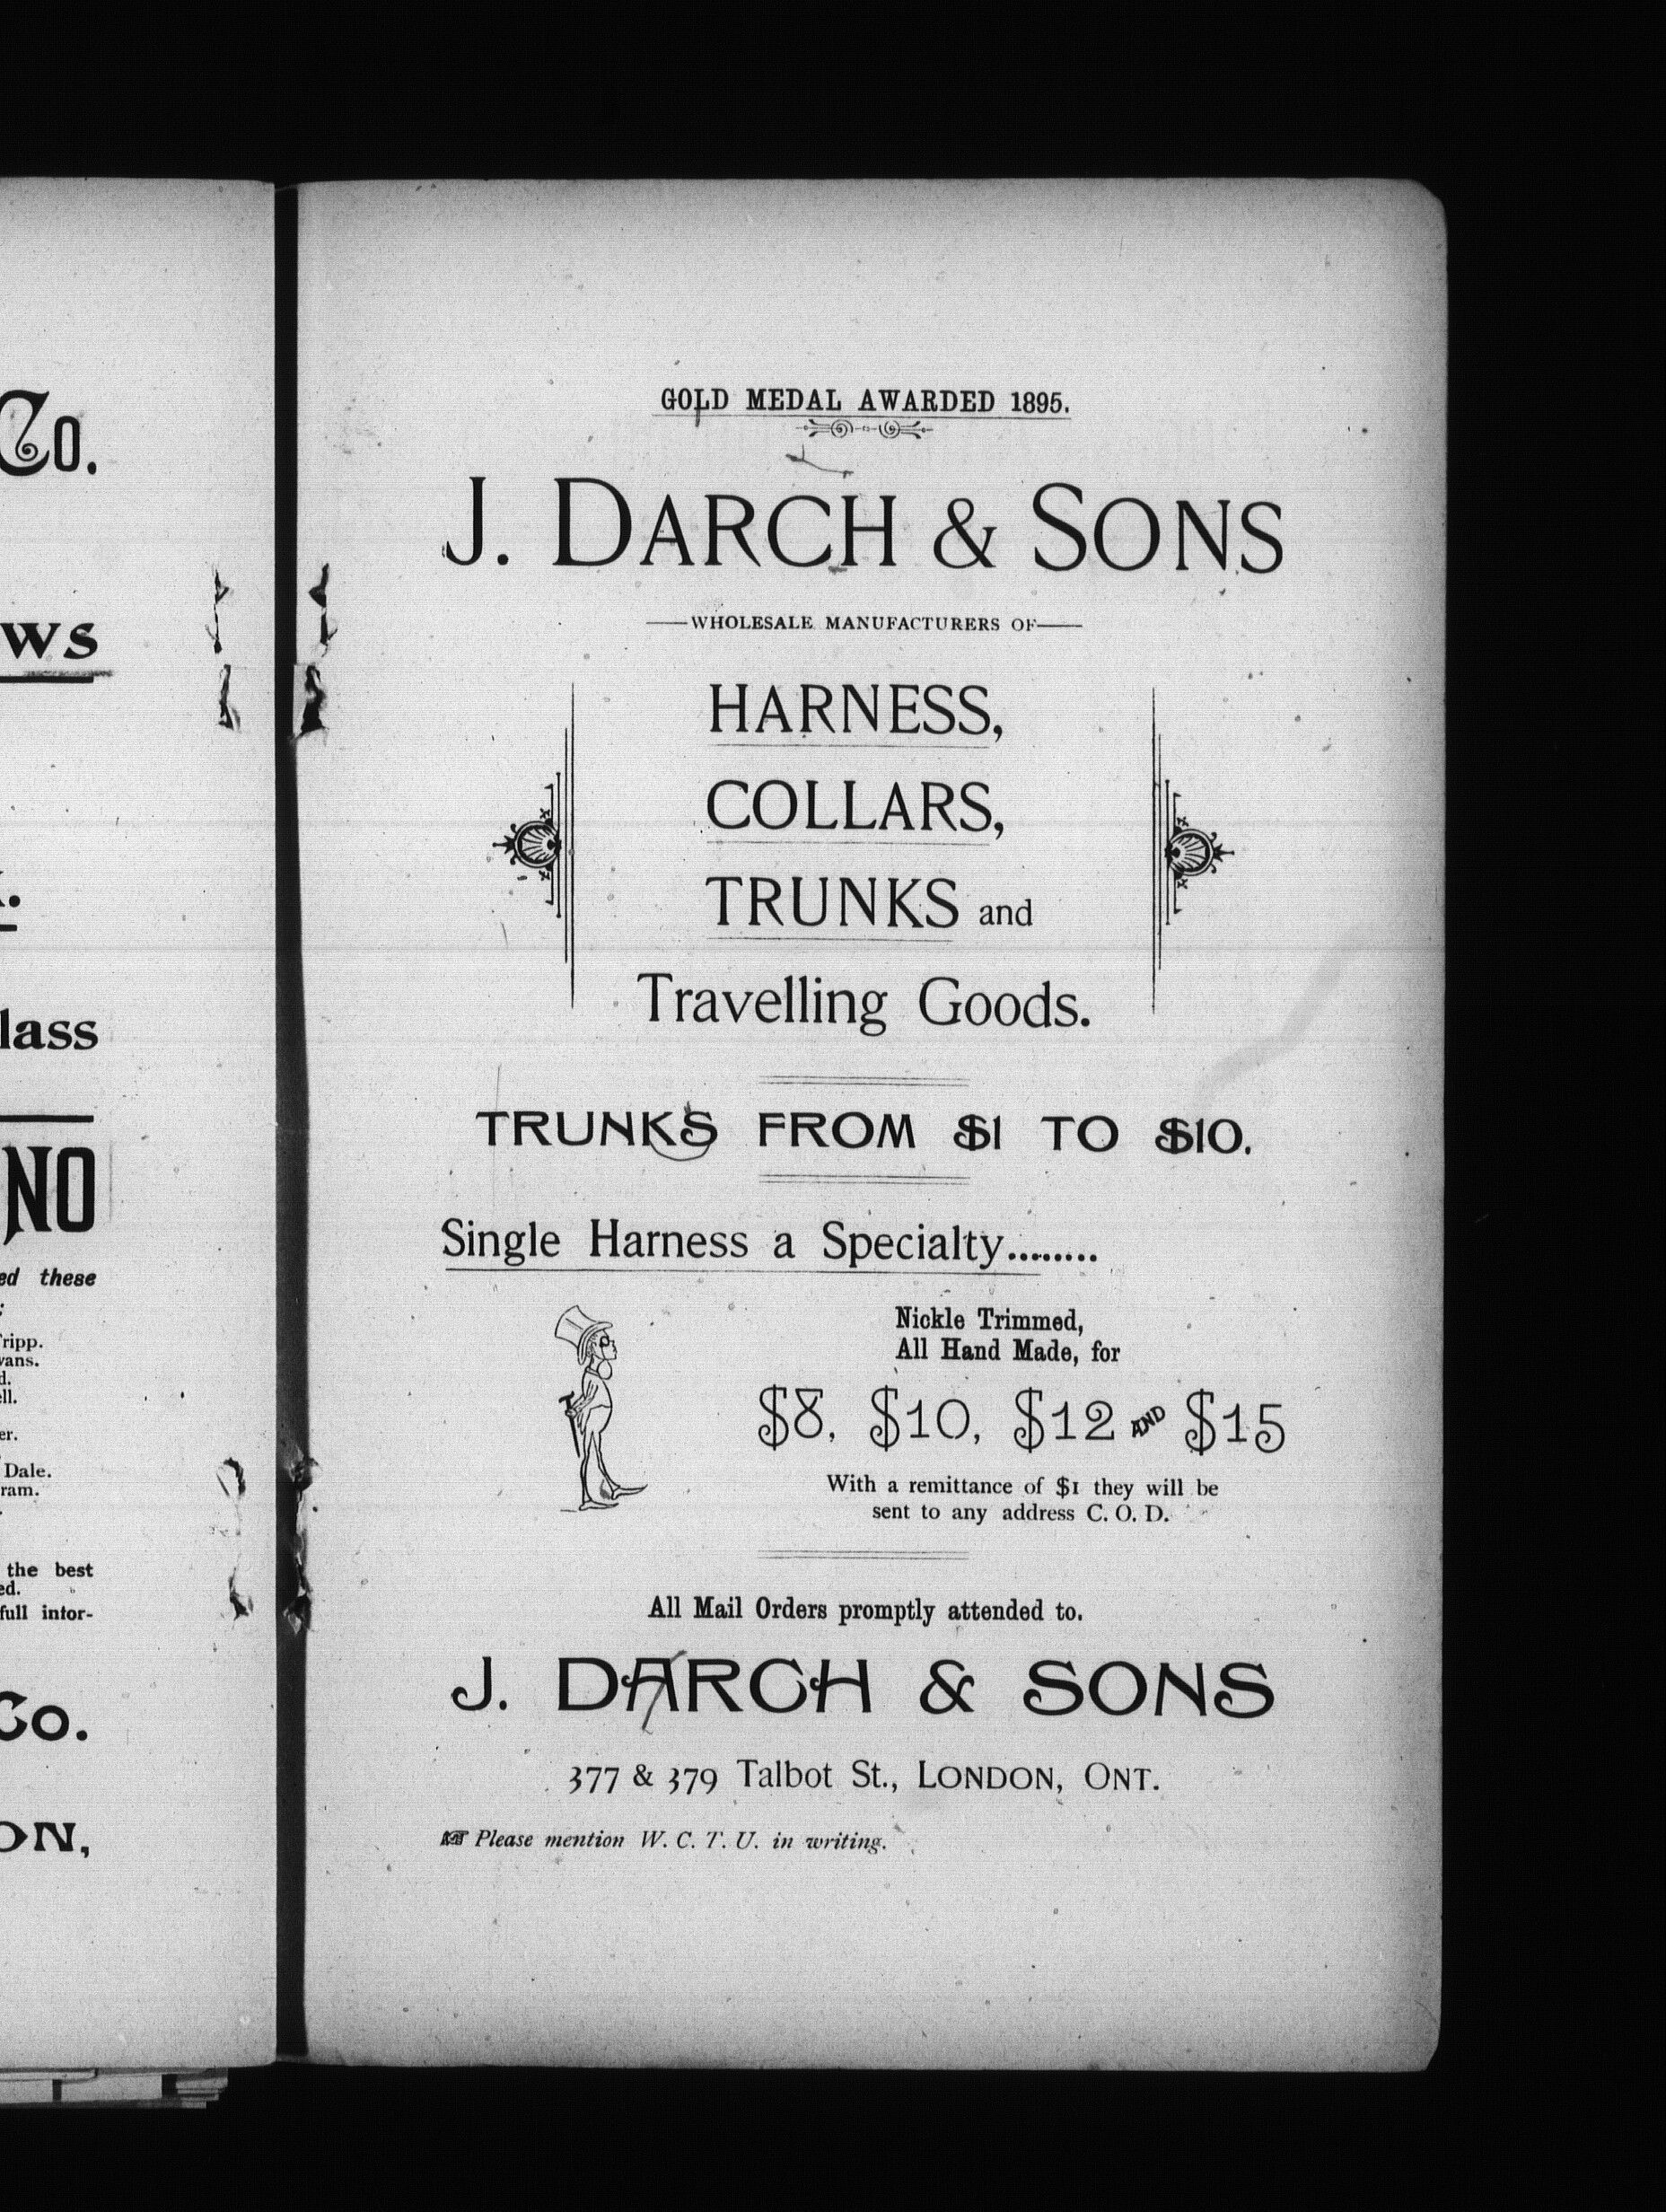 Co.
ws
lass
NO
ed these
ripp.
vans.
d.
ll.
er.
Dale.
ram.
the best
ed.
full infor-
Co.
ON,
GOLD MEDAL AWARDED 1895.
J. DARCH & SONS
WHOLESALE MANUFACTURERS OF
HARNESS,
COLLARS,
TRUNKS and
Travelling Goods.
TRUNKS FROM $1 TO $10.
Single Harness a Specialty........
Nickle Trimmed,
All Hand Made, for
$8, $10, $12 AND $15
With a remittance of $1 they will be
sent to any address C. O. D.
All Mail Orders promptly attended to.
J. DARCH & SONS
377 & 379 Talbot St., LONDON, ONT.
☞ Please mention W. C. T. U. in writing.